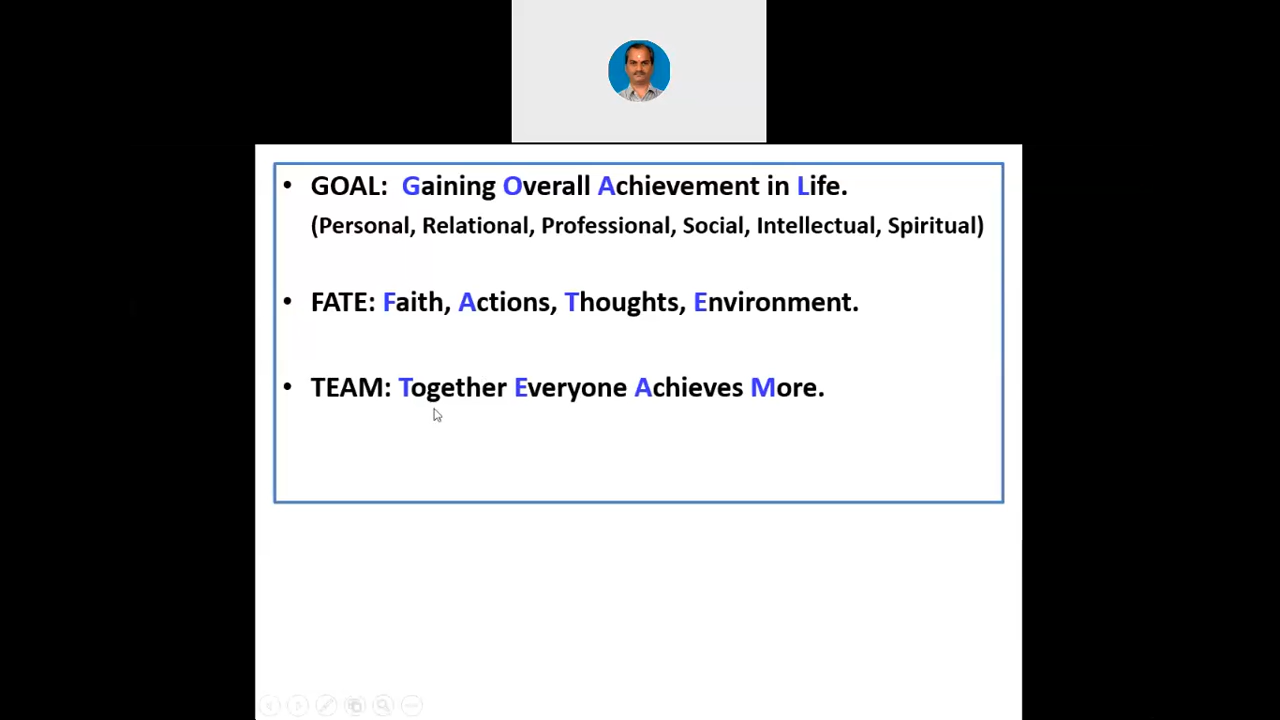 • GOAL: Gaining Overall Achievement in Life.
(Personal, Relational, Professional, Social, Intellectual, Spiritual)
• FATE: Faith, Actions, Thoughts, Environment.
• TEAM: Together Everyone Achieves More.